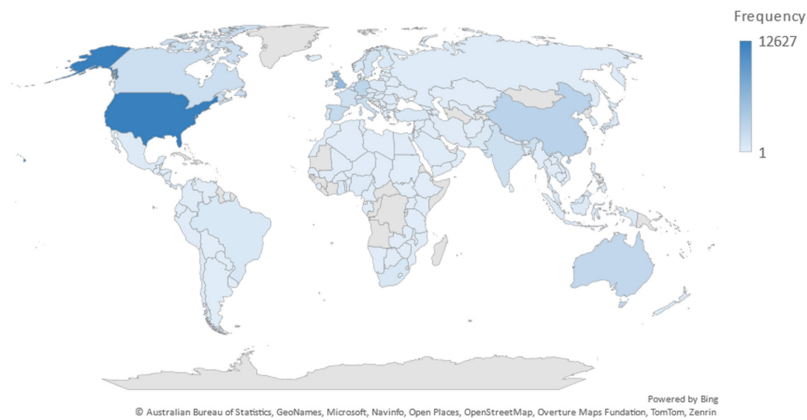 Frequency
12627
1
Powered by Bing
© Australian Bureau of Statistics, GeoNames, Microsoft, Navinfo, Open Places, OpenStreetMap, Overture Maps Fundation, TomTom, Zenrin